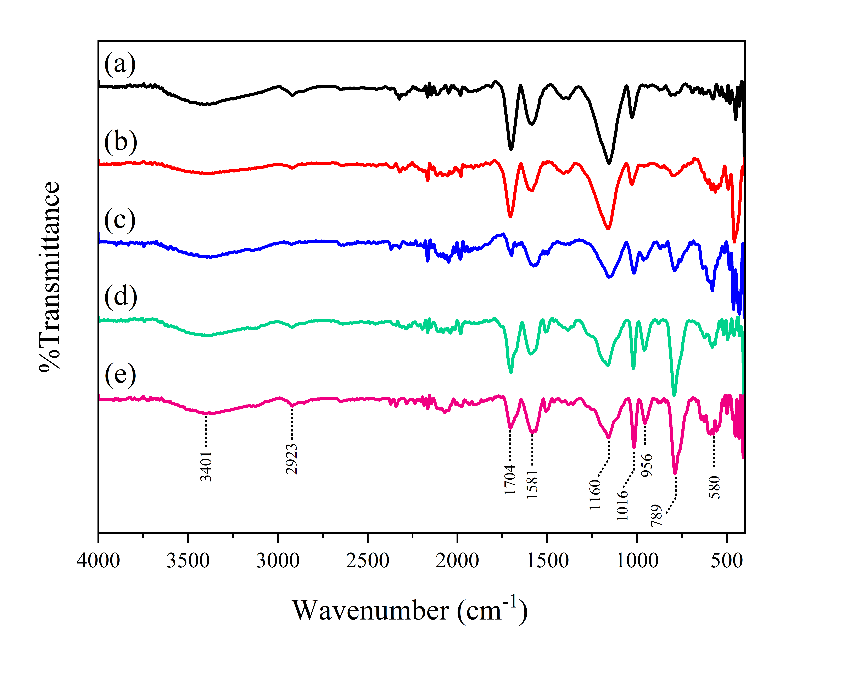 (a)
(b)
(c)
(d)
(e)
%Transmittance
3401
2923
1704
1581
1160
1016
956
789
580
4000 3500 3000 2500 2000 1500 1000 500
Wavenumber (cm⁻¹)